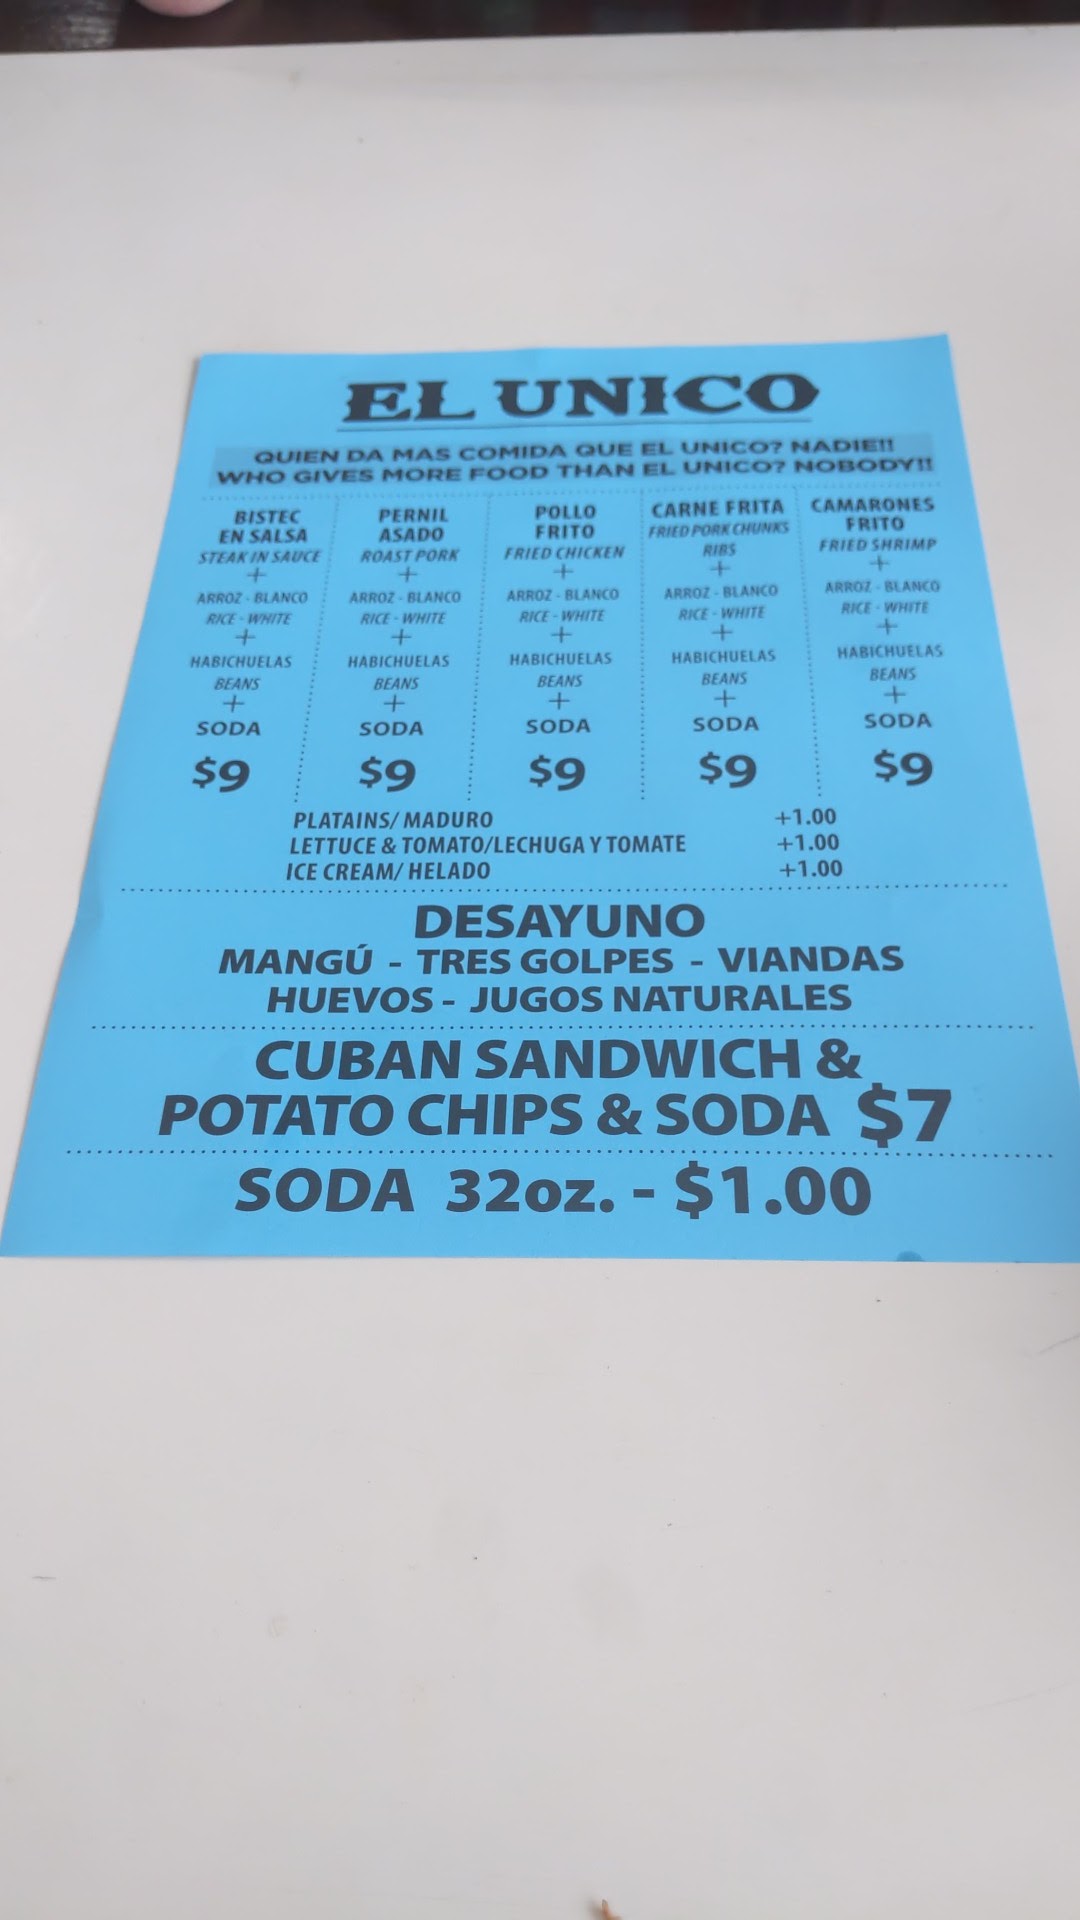 EL UNICO
QUIEN DA MAS COMIDA QUE EL UNICO? NADIE!!
WHO GIVES MORE FOOD THAN EL UNICO? NOBODY!!
BISTEC
EN SALSA
STEAK IN SAUCE
+
ARROZ - BLANCO
RICE - WHITE
+
HABICHUELAS
BEANS
+
SODA
$9
PERNIL
ASADO
ROAST PORK
+
ARROZ - BLANCO
RICE - WHITE
+
HABICHUELAS
BEANS
+
SODA
$9
POLLO
FRITO
FRIED CHICKEN
+
ARROZ - BLANCO
RICE - WHITE
+
HABICHUELAS
BEANS
+
SODA
$9
CARNE FRITA
FRIED PORK CHUNKS
RIBS
+
ARROZ - BLANCO
RICE - WHITE
+
HABICHUELAS
BEANS
+
SODA
$9
CAMARONES
FRITO
FRIED SHRIMP
+
ARROZ - BLANCO
RICE - WHITE
+
HABICHUELAS
BEANS
+
SODA
$9
PLATAINS/ MADURO +1.00
LETTUCE & TOMATO/LECHUGA Y TOMATE +1.00
ICE CREAM/ HELADO +1.00
DESAYUNO
MANGÚ - TRES GOLPES - VIANDAS
HUEVOS - JUGOS NATURALES
CUBAN SANDWICH &
POTATO CHIPS & SODA $7
SODA 32oz. - $1.00